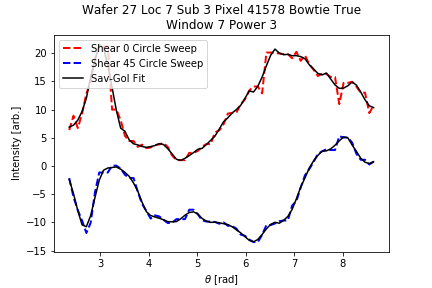 Wafer 27 Loc 7 Sub 3 Pixel 41578 Bowtie True
Window 7 Power 3
Shear 0 Circle Sweep
Shear 45 Circle Sweep
Sav-Gol Fit
Intensity [arb.]
20
15
10
5
0
−5
−10
−15
3
4
5
6
7
8
θ [rad]